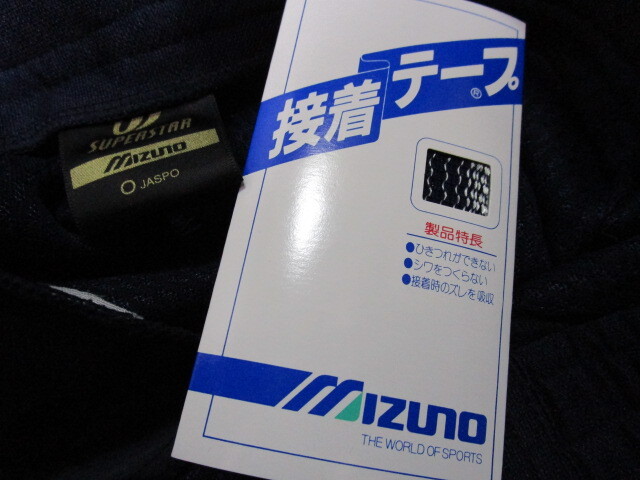 SUPERSTAR
MIZUNO
O JASPO
接着テープ®
製品特長
●ひきつれができない
●シワをつくらない
●接着時のズレを吸収
MIZUNO
THE WORLD OF SPORTS